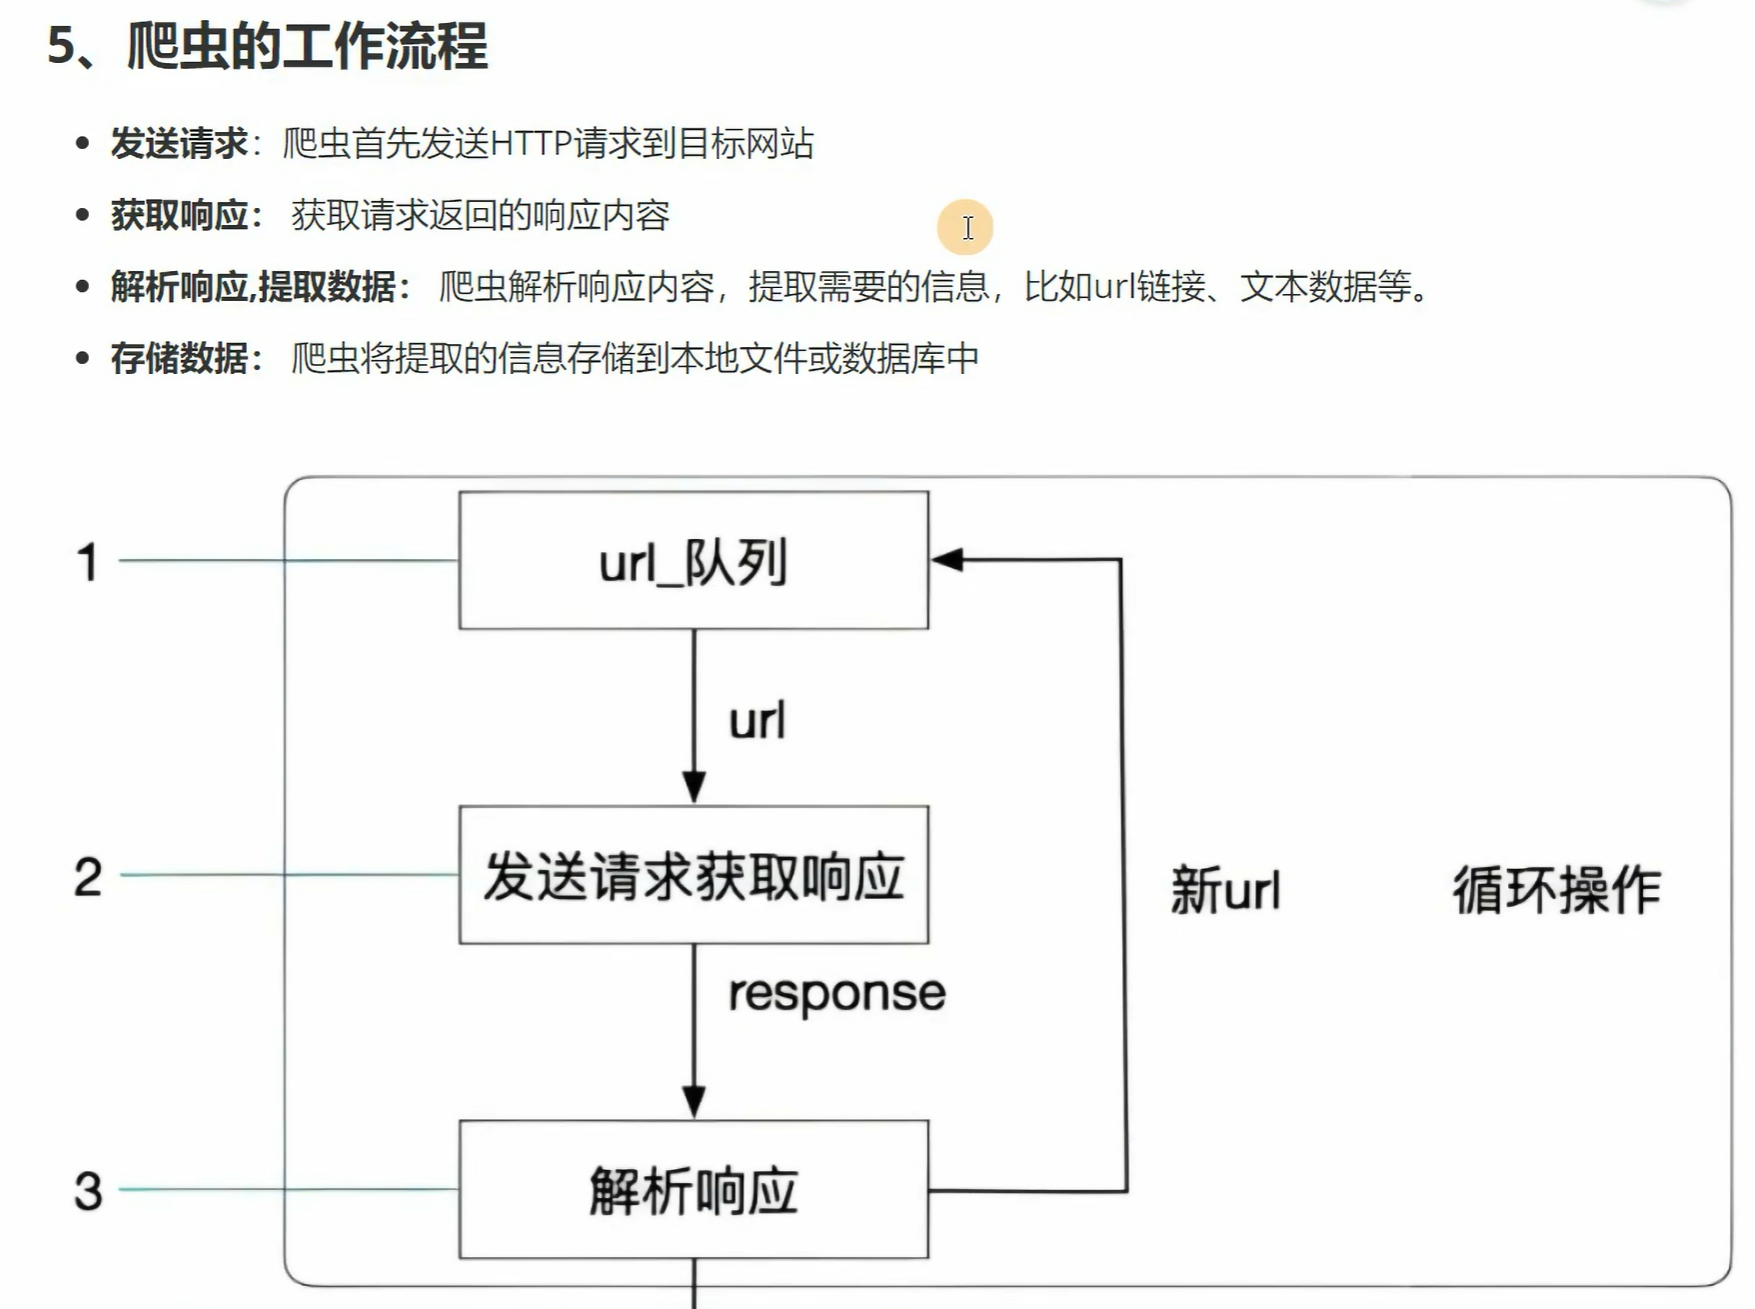 5、爬虫的工作流程
发送请求：爬虫首先发送HTTP请求到目标网站
获取响应： 获取请求返回的响应内容
解析响应,提取数据： 爬虫解析响应内容，提取需要的信息，比如url链接、文本数据等。
存储数据： 爬虫将提取的信息存储到本地文件或数据库中
1
url_队列
url
2
发送请求获取响应
新url
循环操作
response
3
解析响应